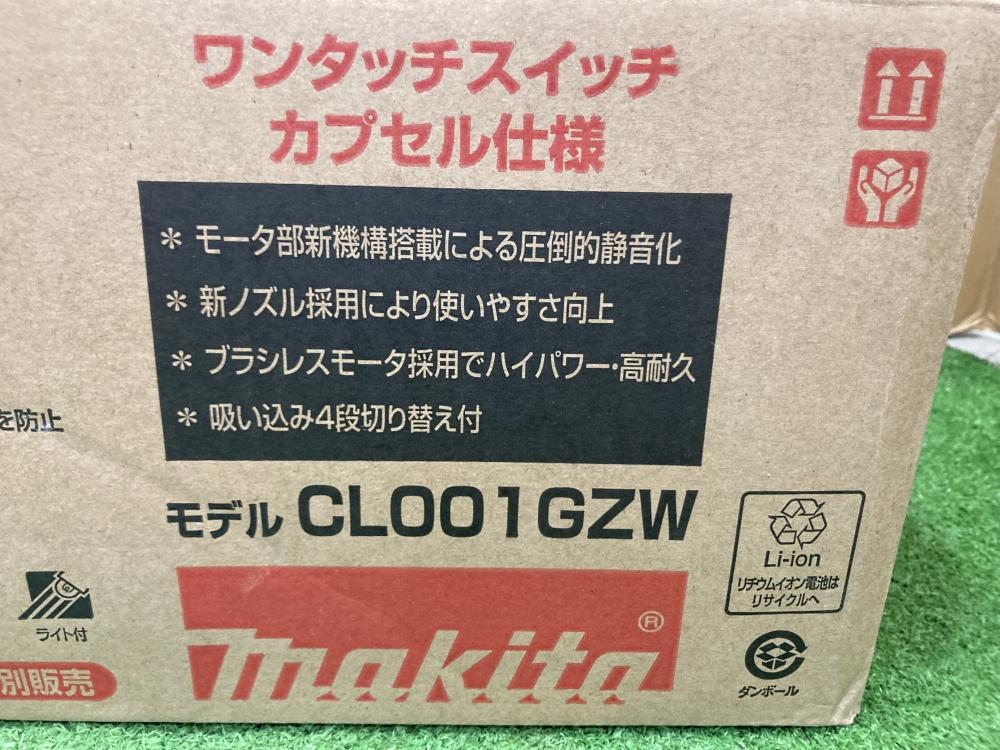 ワンタッチスイッチ
カプセル仕様
＊ モータ部新機構搭載による圧倒的静音化
＊ 新ノズル採用により使いやすさ向上
＊ ブラシレスモータ採用でハイパワー・高耐久
＊ 吸い込み4段切り替え付
を防止
モデル CL001GZW
Li-ion
リチウムイオン電池は
リサイクルへ
ライト付
makita®
別販売
ダンボール